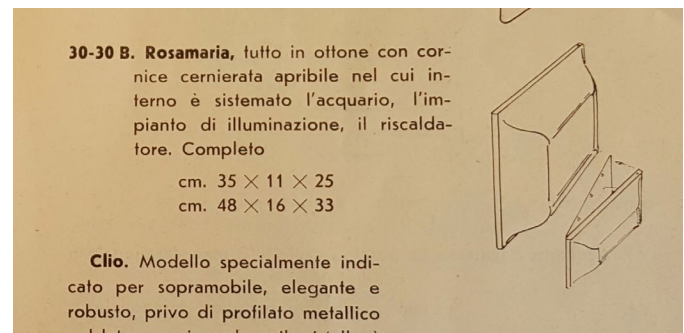 30-30 B. Rosamaria, tutto in ottone con cor-
nice cernierata apribile nel cui in-
terno è sistemato l'acquario, l'im-
pianto di illuminazione, il riscalda-
tore. Completo
cm. 35 × 11 × 25
cm. 48 × 16 × 33
Clio. Modello specialmente indi-
cato per sopramobile, elegante e
robusto, privo di profilato metallico